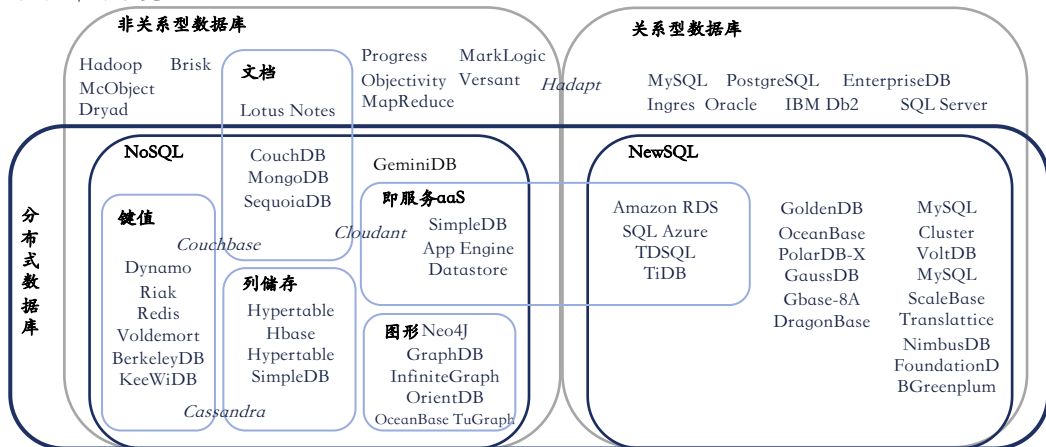 非关系型数据库
关系型数据库
Hadoop Brisk
McObject
Dryad
文档
Lotus Notes
Progress MarkLogic
Objectivity Versant
MapReduce
Hadapt
MySQL PostgreSQL EnterpriseDB
Ingres Oracle IBM Db2 SQL Server
分布式数据库
NoSQL
CouchDB
MongoDB
SequoiaDB
GeminiDB
NewSQL
键值
Couchbase
Dynamo
Riak
Redis
Voldemort
BerkeleyDB
KeeWiDB
Cassandra
列储存
Hypertable
Hbase
Hypertable
SimpleDB
即服务aaS
Cloudant
SimpleDB
App Engine
Datastore
图形 Neo4J
GraphDB
InfiniteGraph
OrientDB
OceanBase TuGraph
Amazon RDS
SQL Azure
TDSQL
TiDB
GoldenDB
OceanBase
PolarDB-X
GaussDB
Gbase-8A
DragonBase
MySQL
Cluster
VoltDB
MySQL
ScaleBase
Translattice
NimbusDB
FoundationD
BGreenplum